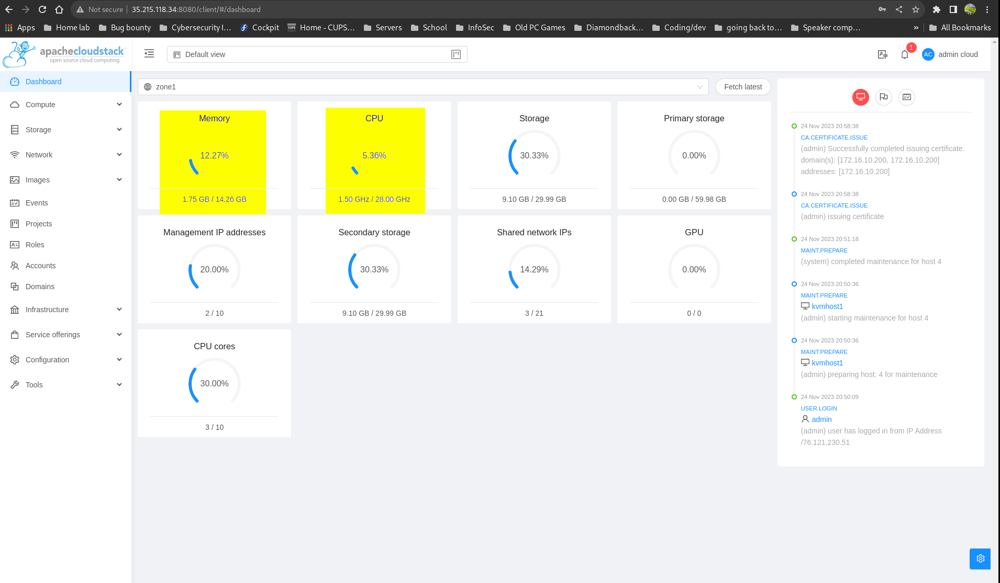 Not secure
35.215.118.34:8080/client/#/dashboard
Apps
Home lab
Bug bounty
Cybersecurity I...
Cockpit
Home - CUPS...
Servers
School
InfoSec
Old PC Games
Diamondback...
Coding/dev
going back to...
Speaker comp...
»
All Bookmarks
apachecloudstack™
open source cloud computing
Default view
1
AC
admin cloud
Dashboard
Compute
Storage
Network
Images
Events
Projects
Roles
Accounts
Domains
Infrastructure
Service offerings
Configuration
Tools
zone1
Fetch latest
Memory
12.27%
1.75 GB / 14.26 GB
CPU
5.36%
1.50 GHz / 28.00 GHz
Storage
30.33%
9.10 GB / 29.99 GB
Primary storage
0.00%
0.00 GB / 59.98 GB
Management IP addresses
20.00%
2 / 10
Secondary storage
30.33%
9.10 GB / 29.99 GB
Shared network IPs
14.29%
3 / 21
GPU
0.00%
0 / 0
CPU cores
30.00%
3 / 10
24 Nov 2023 20:58:38
CA.CERTIFICATE.ISSUE
(admin) Successfully completed issuing certificate.
domain(s): [172.16.10.200, 172.16.10.200]
addresses: [172.16.10.200]
24 Nov 2023 20:58:38
CA.CERTIFICATE.ISSUE
(admin) issuing certificate
24 Nov 2023 20:51:18
MAINT.PREPARE
(system) completed maintenance for host 4
24 Nov 2023 20:50:36
MAINT.PREPARE
kvmhost1
(admin) starting maintenance for host 4
24 Nov 2023 20:50:36
MAINT.PREPARE
kvmhost1
(admin) preparing host: 4 for maintenance
24 Nov 2023 20:50:09
USER.LOGIN
admin
(admin) user has logged in from IP Address
/76.121.230.51